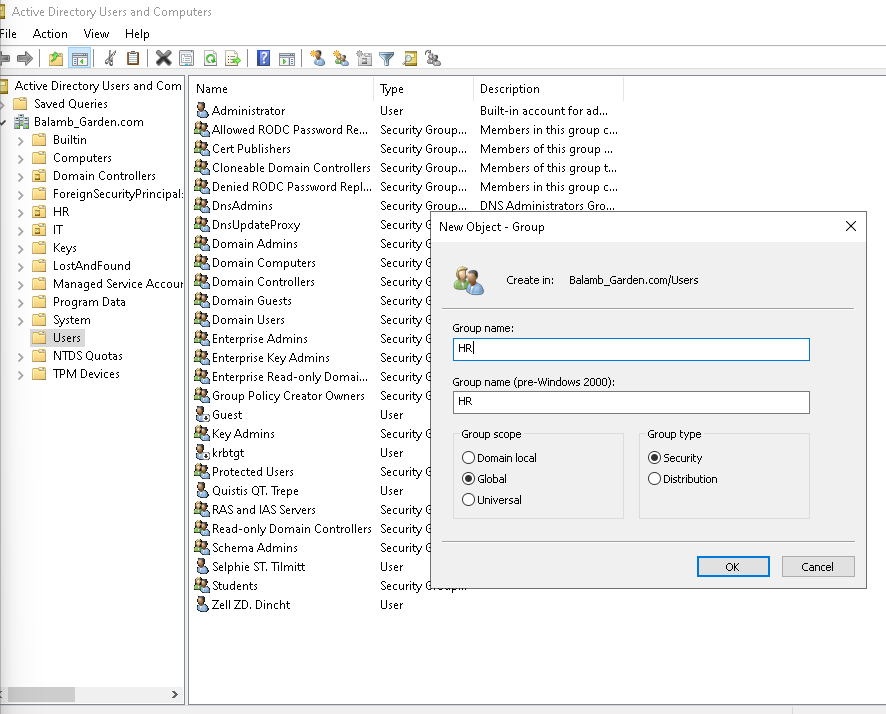 Active Directory Users and Computers
File Action View Help
Active Directory Users and Com
Saved Queries
Balamb_Garden.com
Builtin
Computers
Domain Controllers
ForeignSecurityPrincipal:
HR
IT
Keys
LostAndFound
Managed Service Accour
Program Data
System
Users
NTDS Quotas
TPM Devices
Name Type Description
Administrator User Built-in account for ad...
Allowed RODC Password Re... Security Group... Members in this group c...
Cert Publishers Security Group... Members of this group ...
Cloneable Domain Controllers Security Group... Members of this group t...
Denied RODC Password Repl... Security Group... Members in this group c...
DnsAdmins Security Group... DNS Administrators Gro...
DnsUpdateProxy Security G
Domain Admins Security G
Domain Computers Security G
Domain Controllers Security G
Domain Guests Security G
Domain Users Security G
Enterprise Admins Security G
Enterprise Key Admins Security G
Enterprise Read-only Domai... Security G
Group Policy Creator Owners Security G
Guest User
Key Admins Security G
krbtgt User
Protected Users Security G
Quistis QT. Trepe User
RAS and IAS Servers Security G
Read-only Domain Controllers Security G
Schema Admins Security G
Selphie ST. Tilmitt User
Students Security Group...
Zell ZD. Dincht User
New Object - Group
Create in: Balamb_Garden.com/Users
Group name:
HR
Group name (pre-Windows 2000):
HR
Group scope
Domain local
Global
Universal
Group type
Security
Distribution
OK Cancel